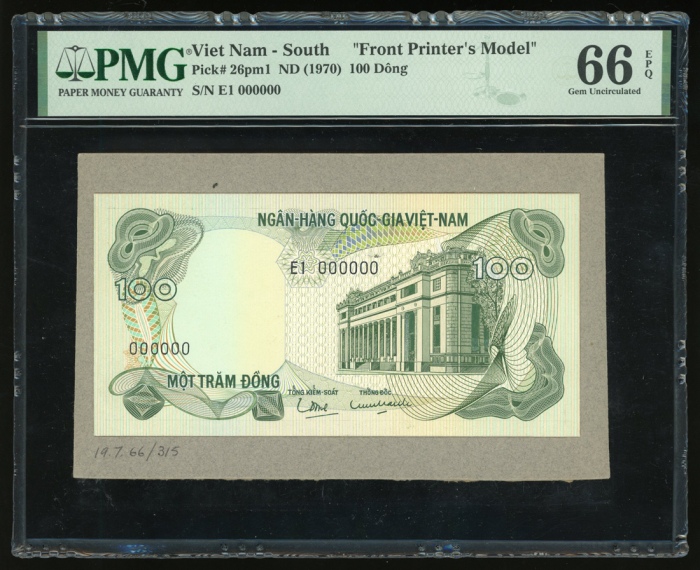 PMG
PAPER MONEY GUARANTY
Viet Nam - South "Front Printer's Model"
Pick# 26pm1 ND (1970) 100 Dông
S/N E1 000000
66 EPQ
Gem Uncirculated
NGÂN-HÀNG QUỐC-GIA VIỆT-NAM
E1 000000
100
100
000000
MỘT TRĂM ĐỒNG
TỔNG KIỂM-SOÁT THỐNG ĐỐC
19.7.66/315